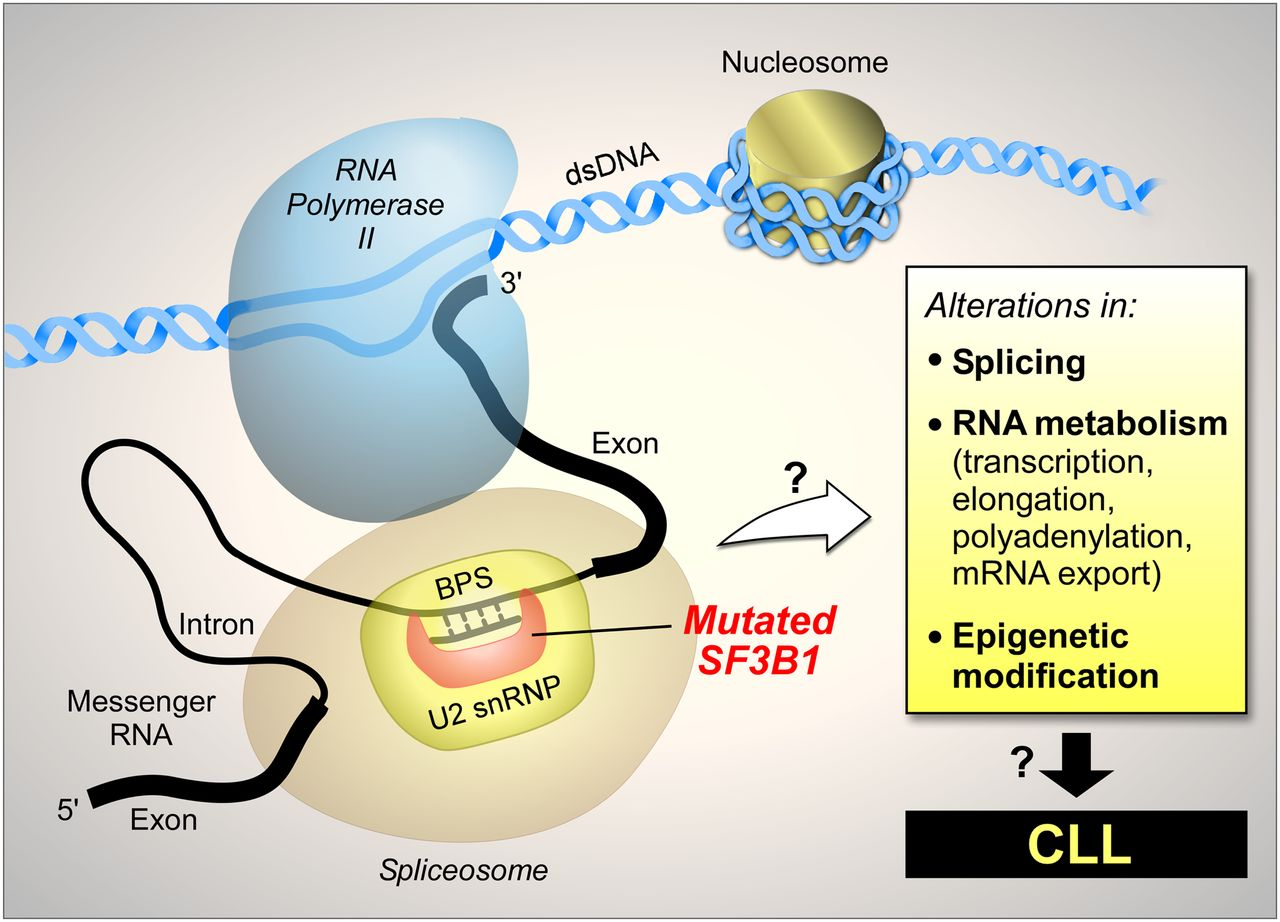 Nucleosome
dsDNA
RNA
Polymerase
II
3'
Exon
BPS
Intron
Mutated
SF3B1
U2 snRNP
Messenger
RNA
5'
Exon
Spliceosome
?
Alterations in:
• Splicing
• RNA metabolism
(transcription,
elongation,
polyadenylation,
mRNA export)
• Epigenetic
modification
?
CLL